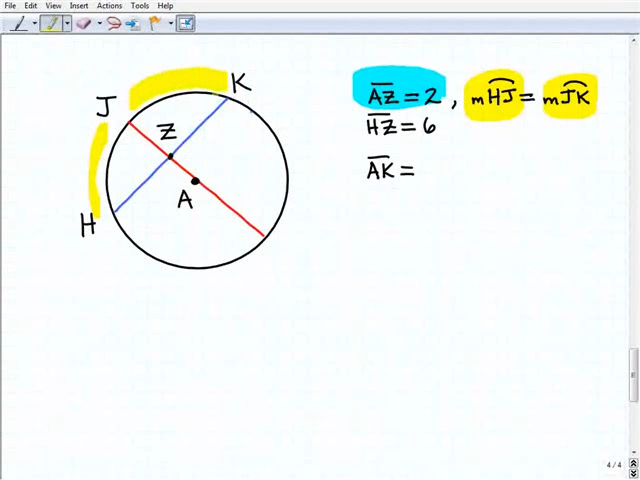 File Edit View Insert Actions Tools Help
K
J
Z
A
H
AZ = 2 , mHJ = mJK
HZ = 6
AK =
4 / 4